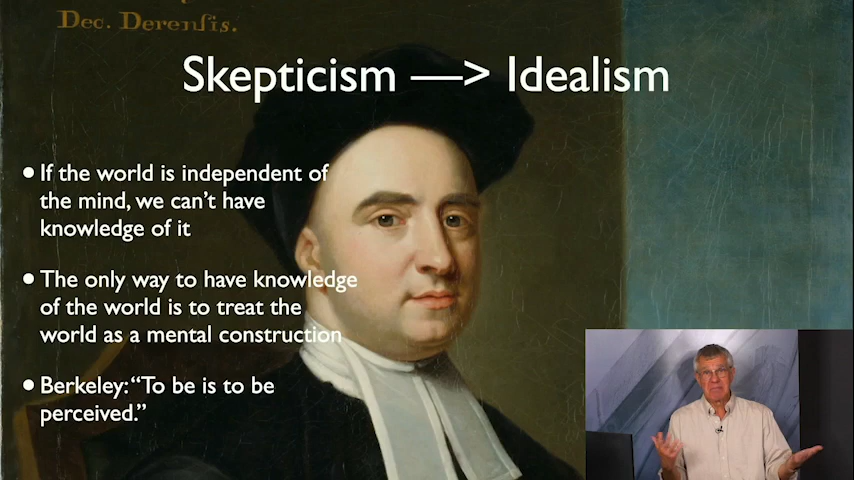 Dec. Derenſis.
Skepticism —> Idealism
•If the world is independent of
the mind, we can’t have
knowledge of it
•The only way to have knowledge
of the world is to treat the
world as a mental construction
•Berkeley: “To be is to be
perceived.”